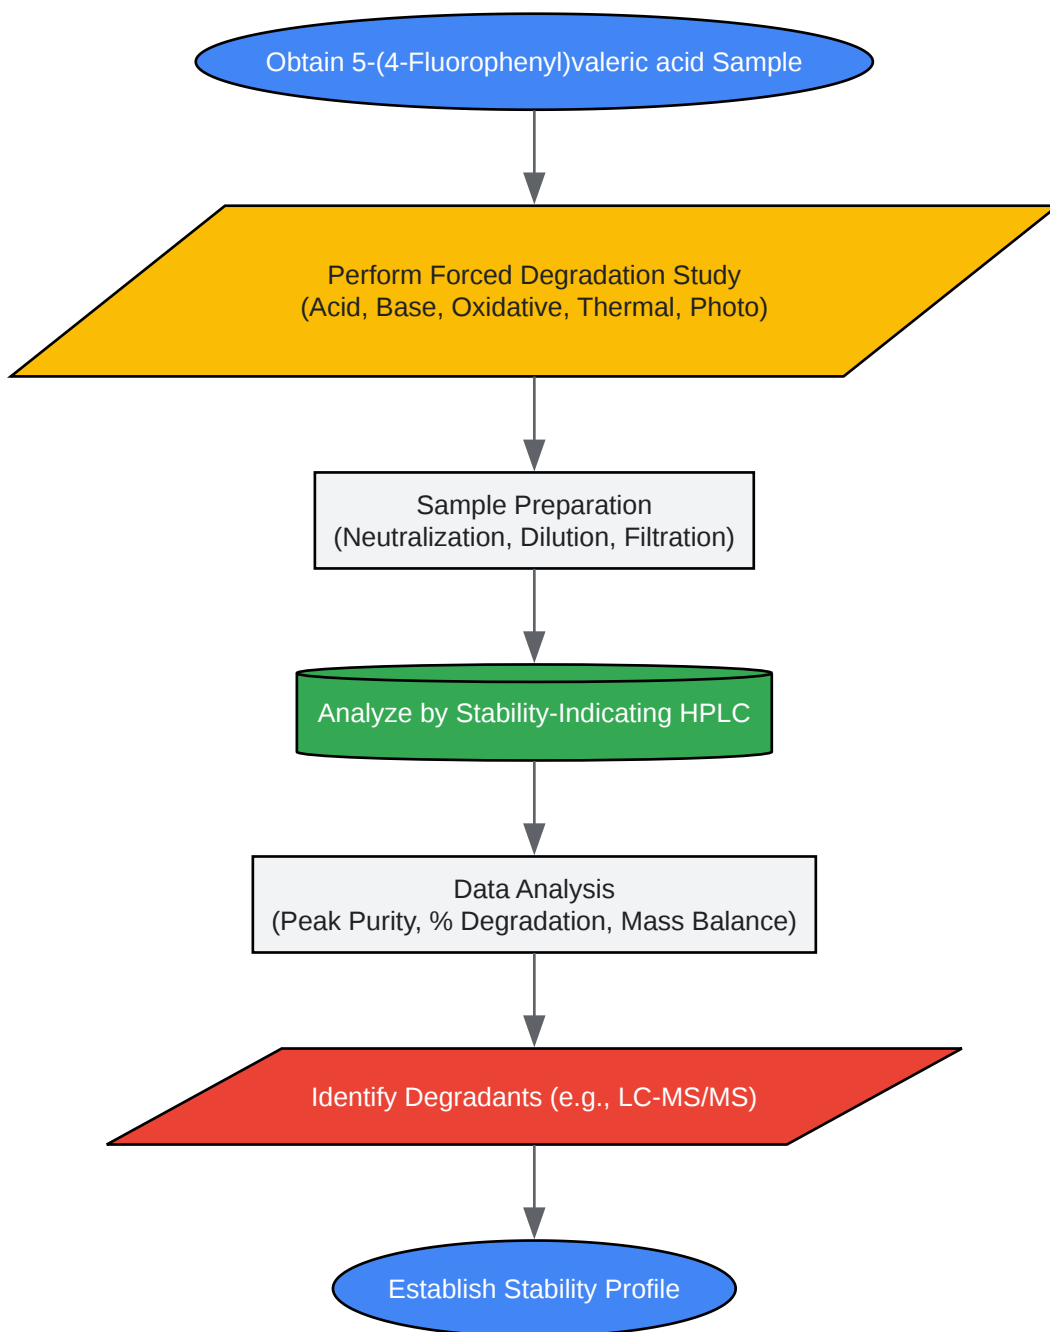 Obtain 5-(4-Fluorophenyl)valeric acid Sample
Perform Forced Degradation Study
(Acid, Base, Oxidative, Thermal, Photo)
Sample Preparation
(Neutralization, Dilution, Filtration)
Analyze by Stability-Indicating HPLC
Data Analysis
(Peak Purity, % Degradation, Mass Balance)
Identify Degradants (e.g., LC-MS/MS)
Establish Stability Profile